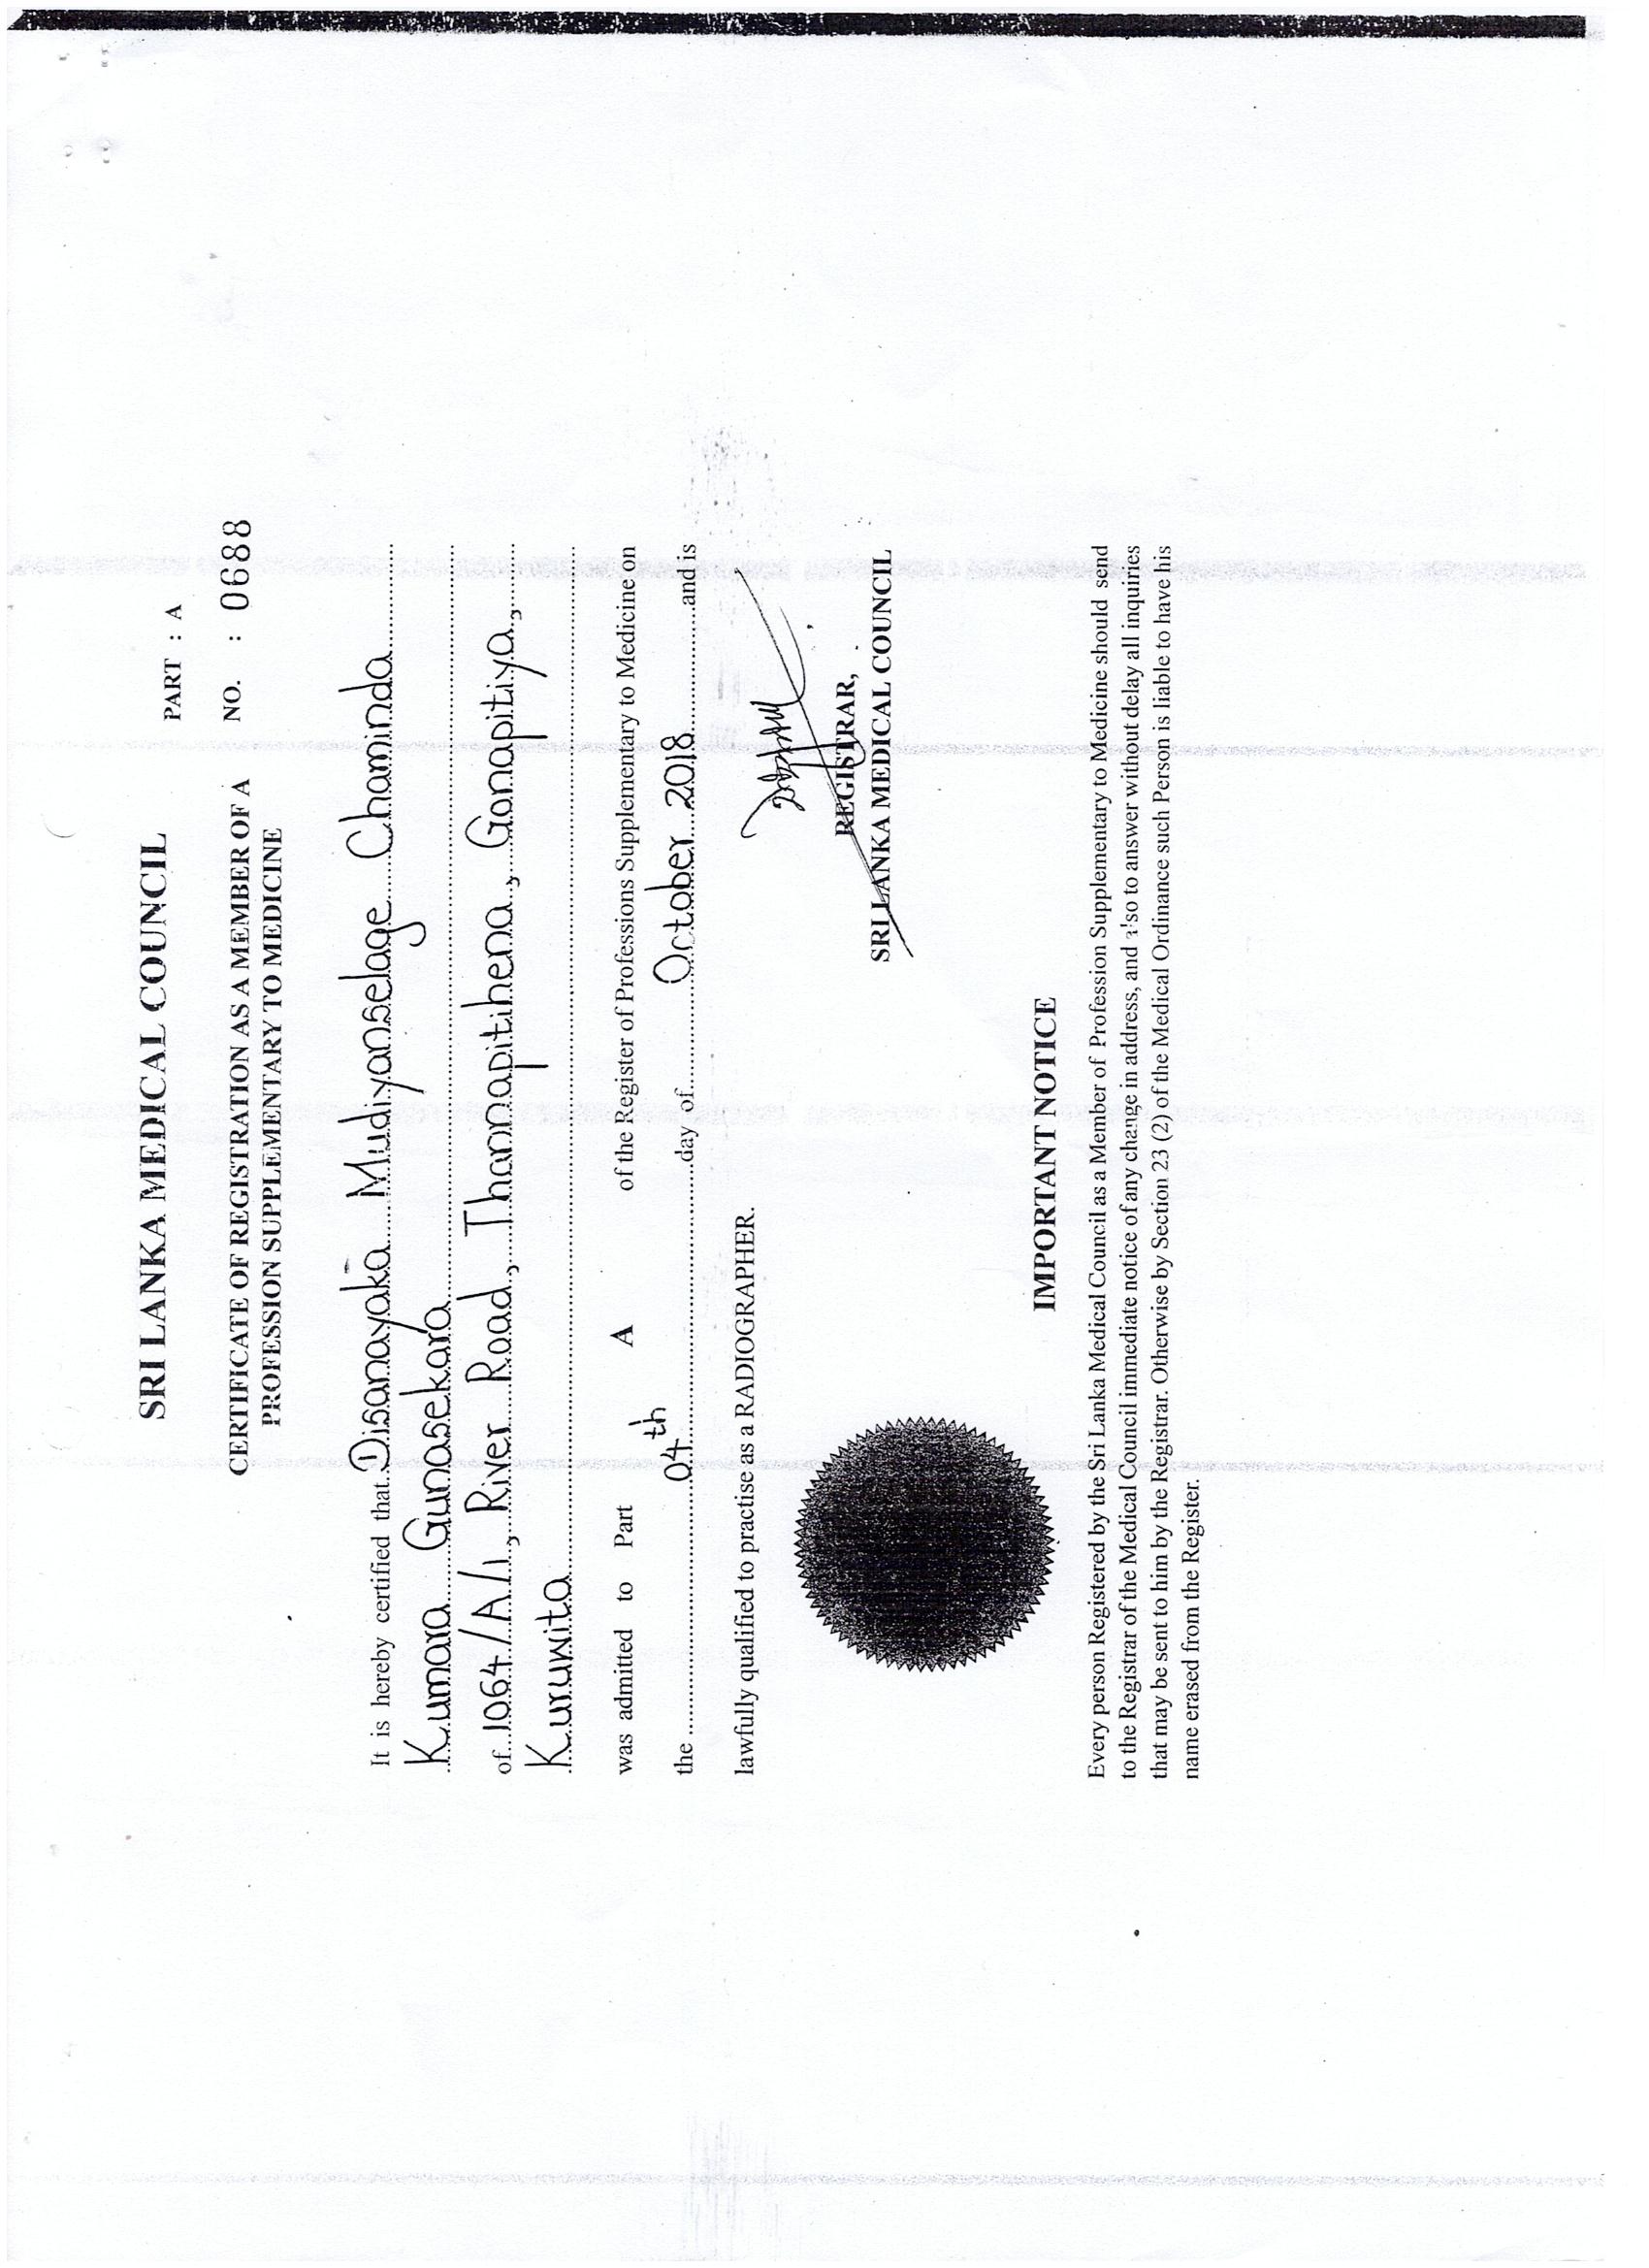 SRI LANKA MEDICAL COUNCIL
PART : A
CERTIFICATE OF REGISTRATION AS A MEMBER OF A
NO. : 0688
PROFESSION SUPPLEMENTARY TO MEDICINE
It is hereby certified that Disanayaka Mudiyanselage Chaminda
Kumara Gunasekara
of 1064/A/1, River Road, Thannapitihena, Ganapitiya,
Kuruwita
was admitted to Part A of the Register of Professions Supplementary to Medicine on
the 04th day of October 2018 and is
lawfully qualified to practise as a RADIOGRAPHER.
REGISTRAR,
SRI LANKA MEDICAL COUNCIL
IMPORTANT NOTICE
Every person Registered by the Sri Lanka Medical Council as a Member of Profession Supplementary to Medicine should send
to the Registrar of the Medical Council immediate notice of any change in address, and also to answer without delay all inquires
that may be sent to him by the Registrar. Otherwise by Section 23 (2) of the Medical Ordinance such Person is liable to have his
name erased from the Register.